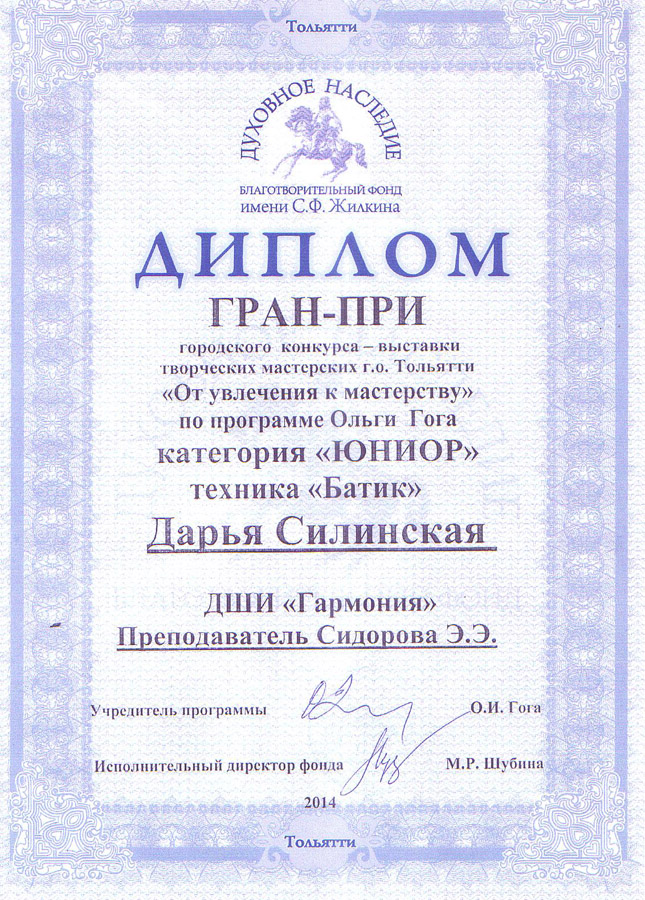 Тольятти
ДУХОВНОЕ НАСЛЕДИЕ
БЛАГОТВОРИТЕЛЬНЫЙ ФОНД
имени С.Ф. Жилкина
ДИПЛОМ
ГРАН-ПРИ
городского конкурса – выставки
творческих мастерских г.о. Тольятти
«От увлечения к мастерству»
по программе Ольги Гога
категория «ЮНИОР»
техника «Батик»
Дарья Силинская
ДШИ «Гармония»
Преподаватель Сидорова Э.Э.
Учредитель программы О.И. Гога
Исполнительный директор фонда М.Р. Шубина
2014
Тольятти